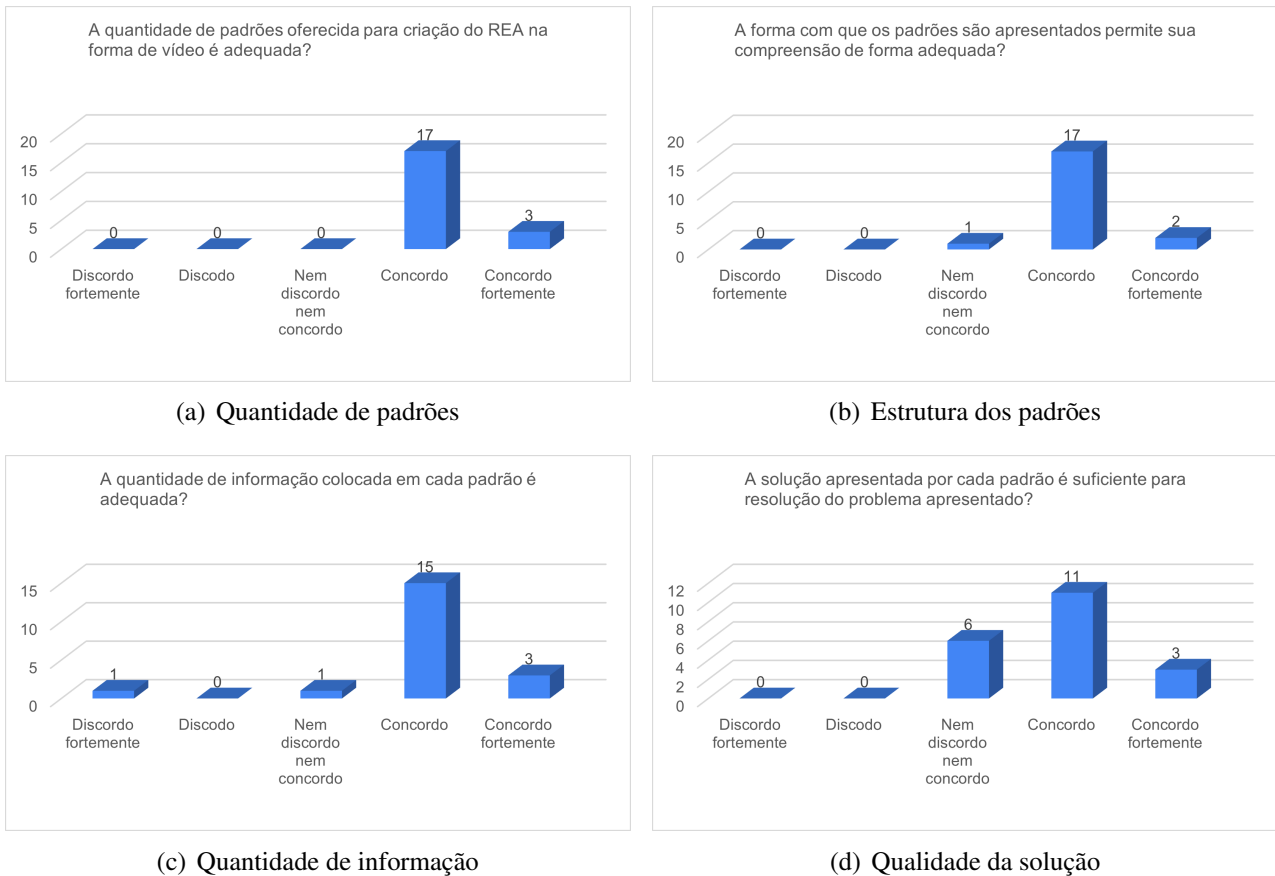 A quantidade de padrões oferecida para criação do REA na
forma de vídeo é adequada?
20
15
10
5
0
0
0
0
17
3
Discordo
fortemente
Discodo
Nem
discordo
nem
concordo
Concordo
Concordo
fortemente
(a) Quantidade de padrões
A forma com que os padrões são apresentados permite sua
compreensão de forma adequada?
20
15
10
5
0
0
0
1
17
2
Discordo
fortemente
Discodo
Nem
discordo
nem
concordo
Concordo
Concordo
fortemente
(b) Estrutura dos padrões
A quantidade de informação colocada em cada padrão é
adequada?
15
10
5
0
1
0
1
15
3
Discordo
fortemente
Discodo
Nem
discordo
nem
concordo
Concordo
Concordo
fortemente
(c) Quantidade de informação
A solução apresentada por cada padrão é suficiente para
resolução do problema apresentado?
12
10
8
6
4
2
0
0
0
6
11
3
Discordo
fortemente
Discodo
Nem
discordo
nem
concordo
Concordo
Concordo
fortemente
(d) Qualidade da solução